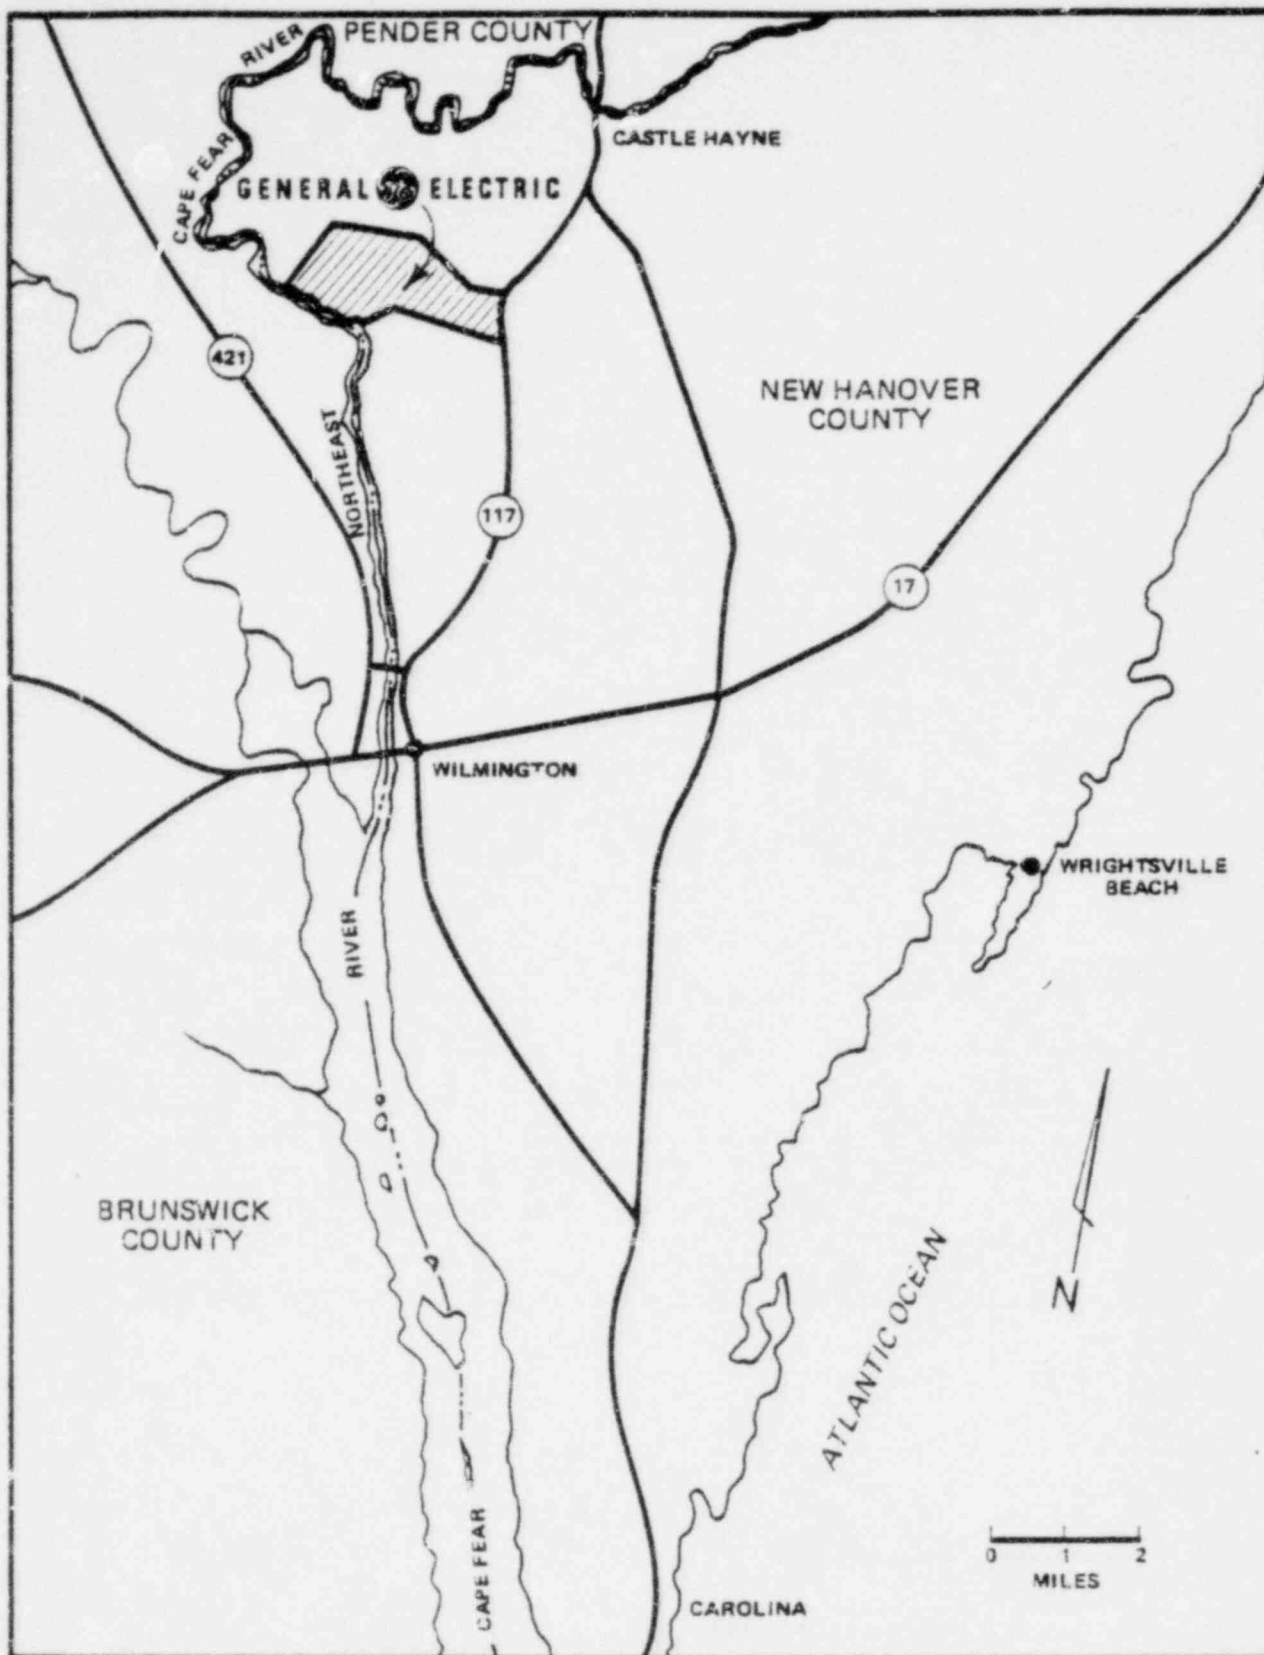 PENDER COUNTY
RIVER
CAPE FEAR
CASTLE HAYNE
GENERAL ELECTRIC
421
NORTHEAST
117
NEW HANOVER
COUNTY
17
WILMINGTON
WRIGHTSVILLE
BEACH
RIVER
BRUNSWICK
COUNTY
ATLANTIC OCEAN
N
0 1 2
MILES
CAPE FEAR
CAROLINA